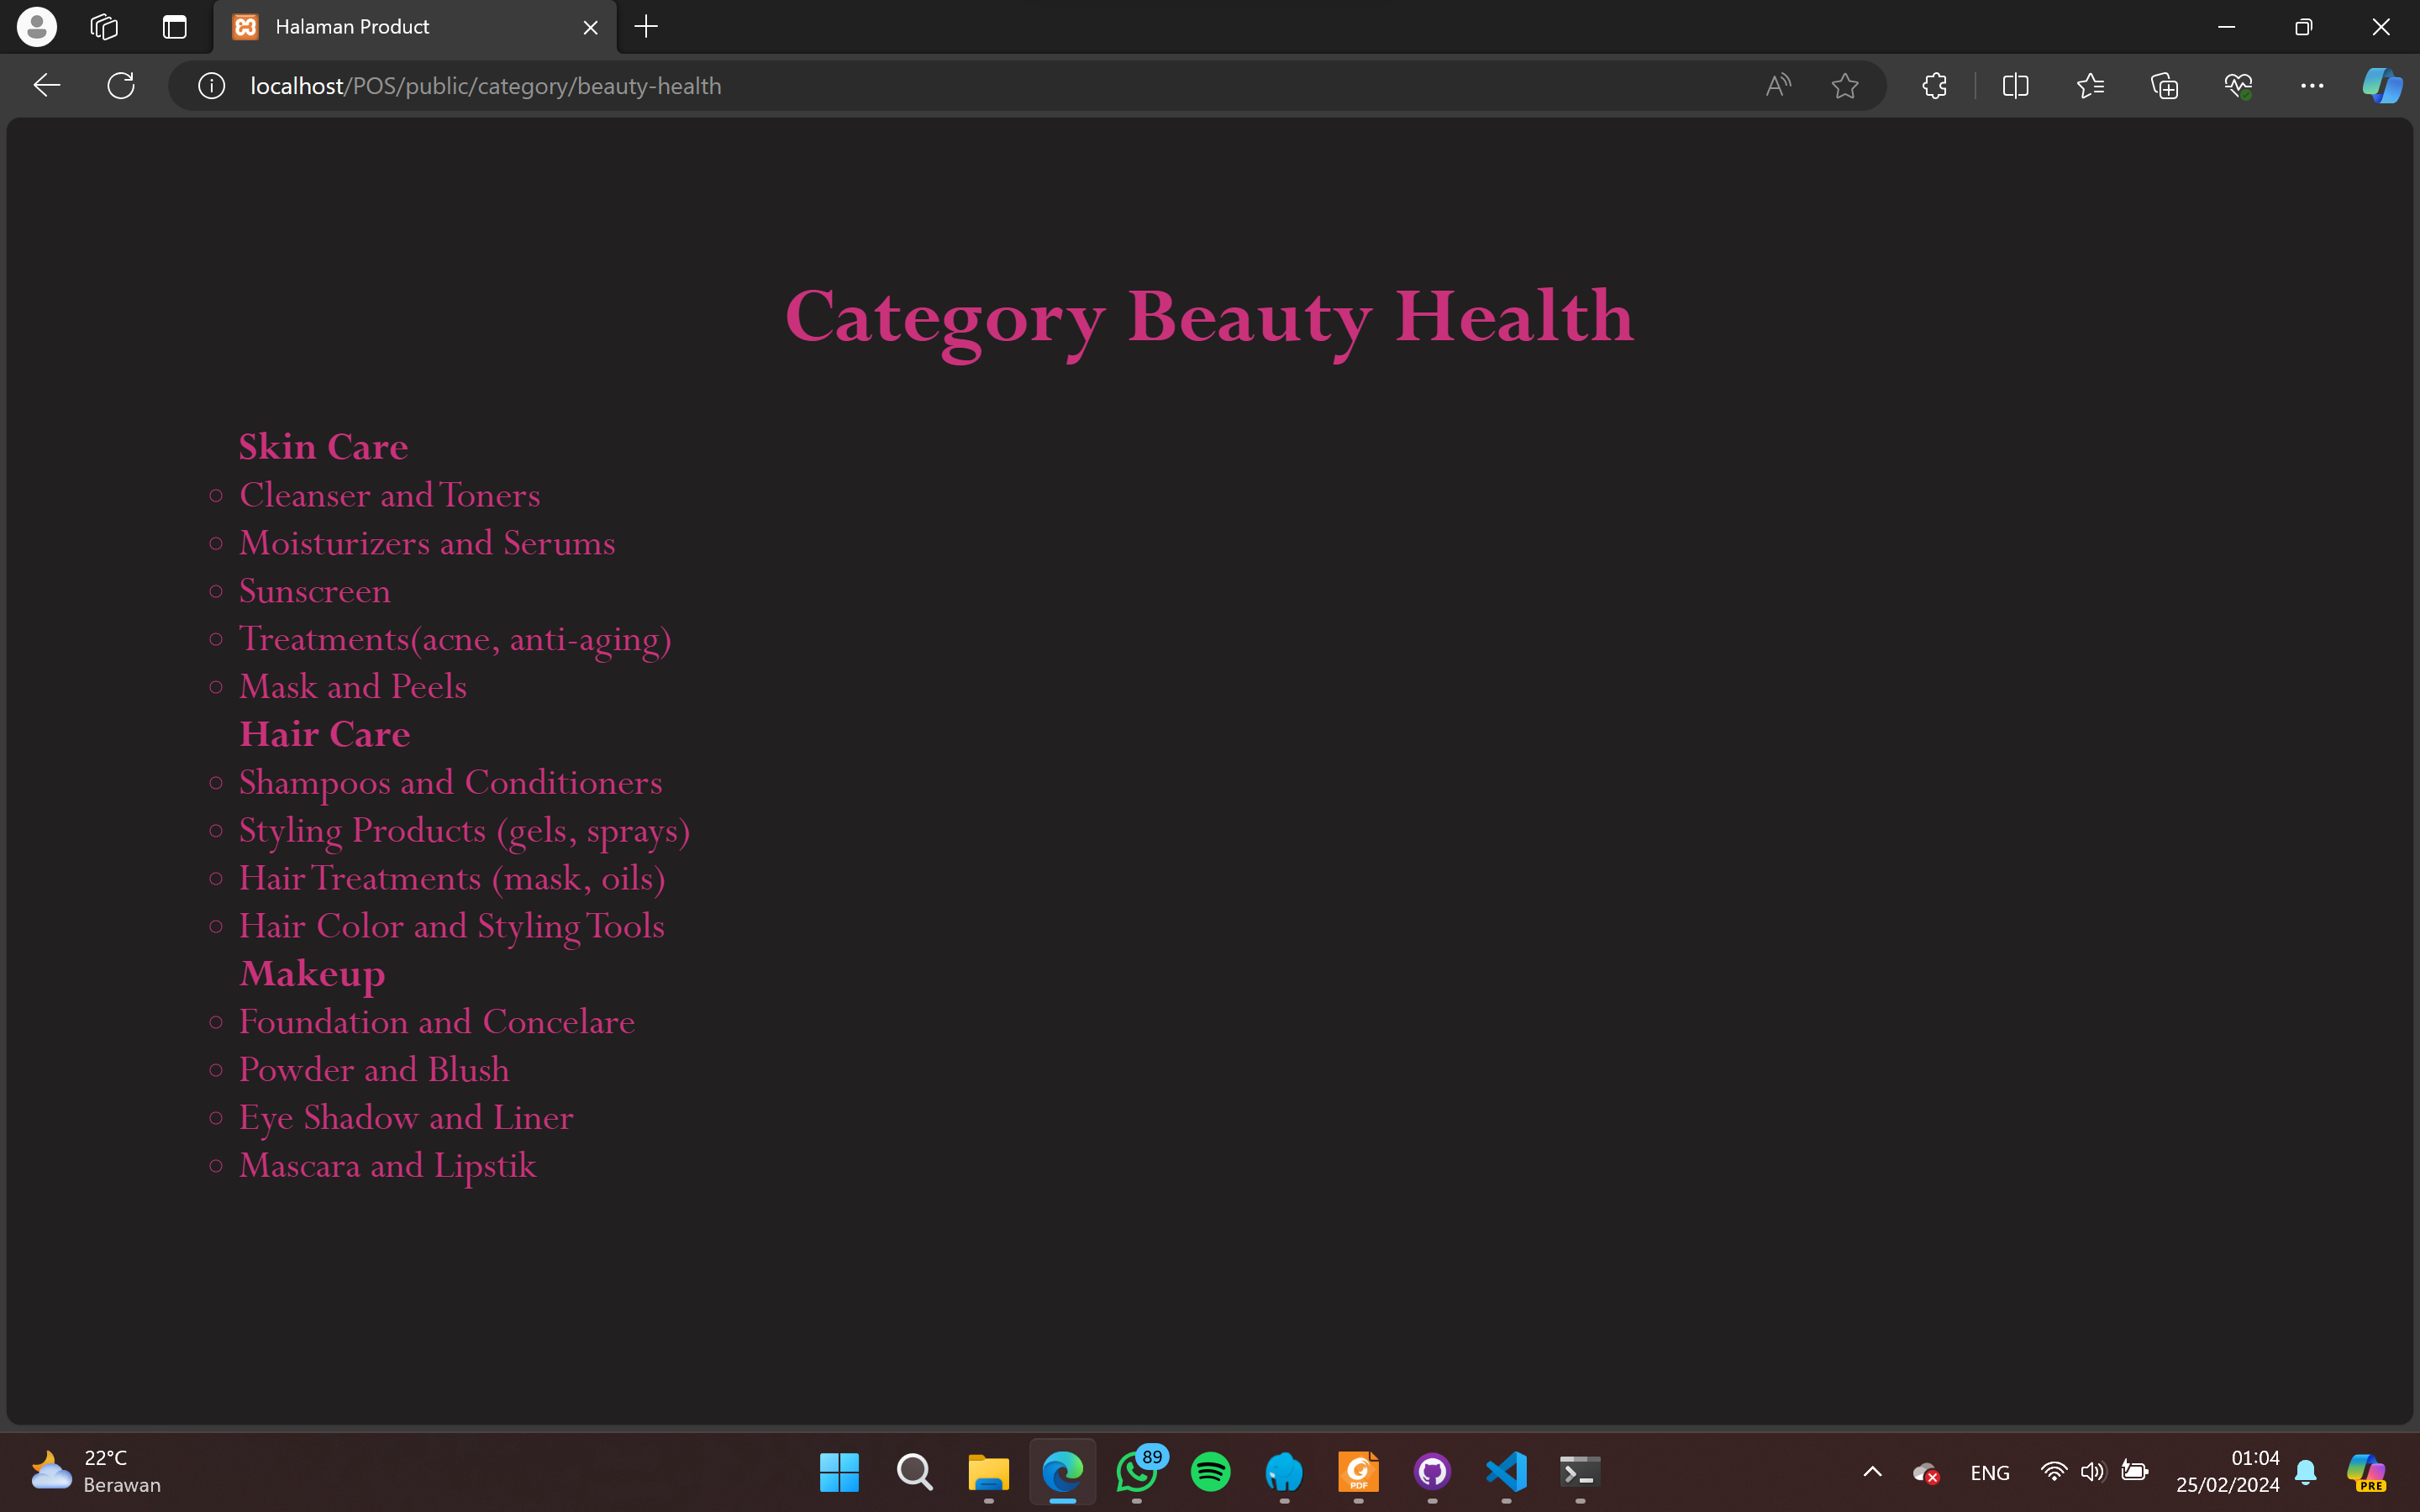 Halaman Product
localhost/POS/public/category/beauty-health
Category Beauty Health
Skin Care
Cleanser and Toners
Moisturizers and Serums
Sunscreen
Treatments(acne, anti-aging)
Mask and Peels
Hair Care
Shampoos and Conditioners
Styling Products (gels, sprays)
Hair Treatments (mask, oils)
Hair Color and Styling Tools
Makeup
Foundation and Concelare
Powder and Blush
Eye Shadow and Liner
Mascara and Lipstik
22°C
Berawan
89
PDF
ENG
01:04
25/02/2024
PRE